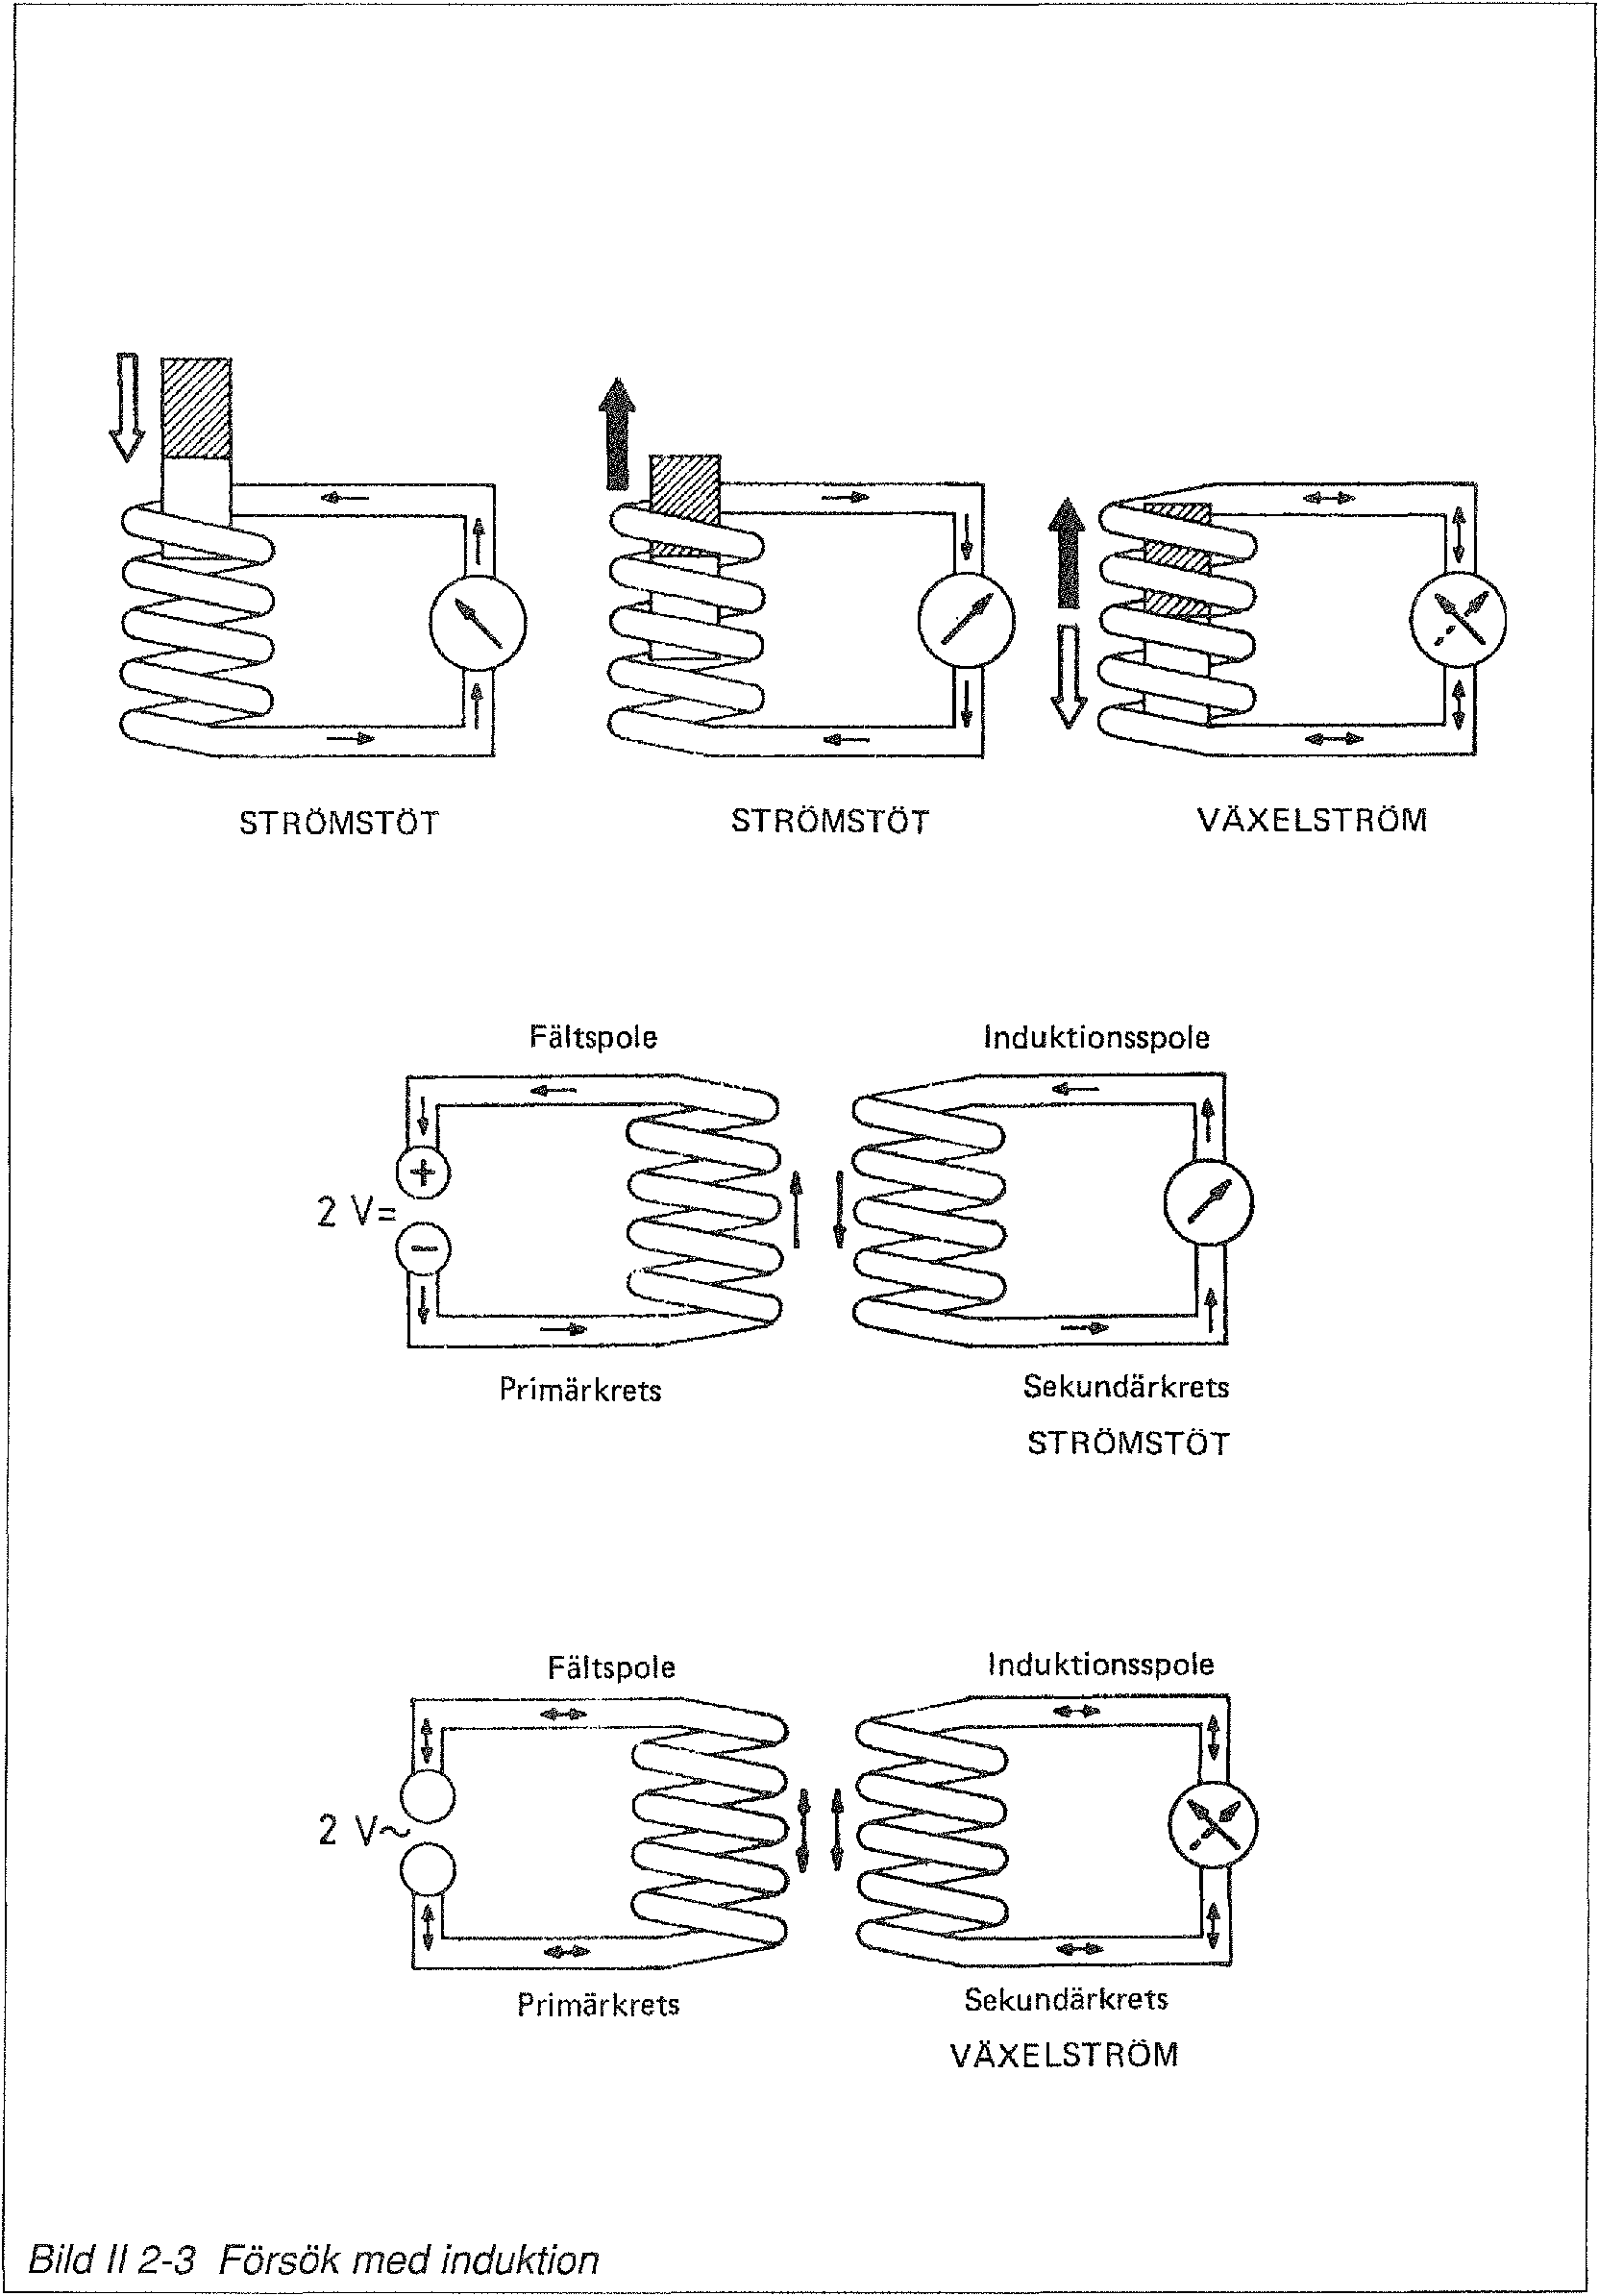 STRÖMSTÖT
STRÖMSTÖT
VÄXELSTRÖM
Fältspole
Induktionsspole
+
2 V=
−
Primärkrets
Sekundärkrets
STRÖMSTÖT
Fältspole
Induktionsspole
2 V~
Primärkrets
Sekundärkrets
VÄXELSTRÖM
Bild II 2-3 Försök med induktion